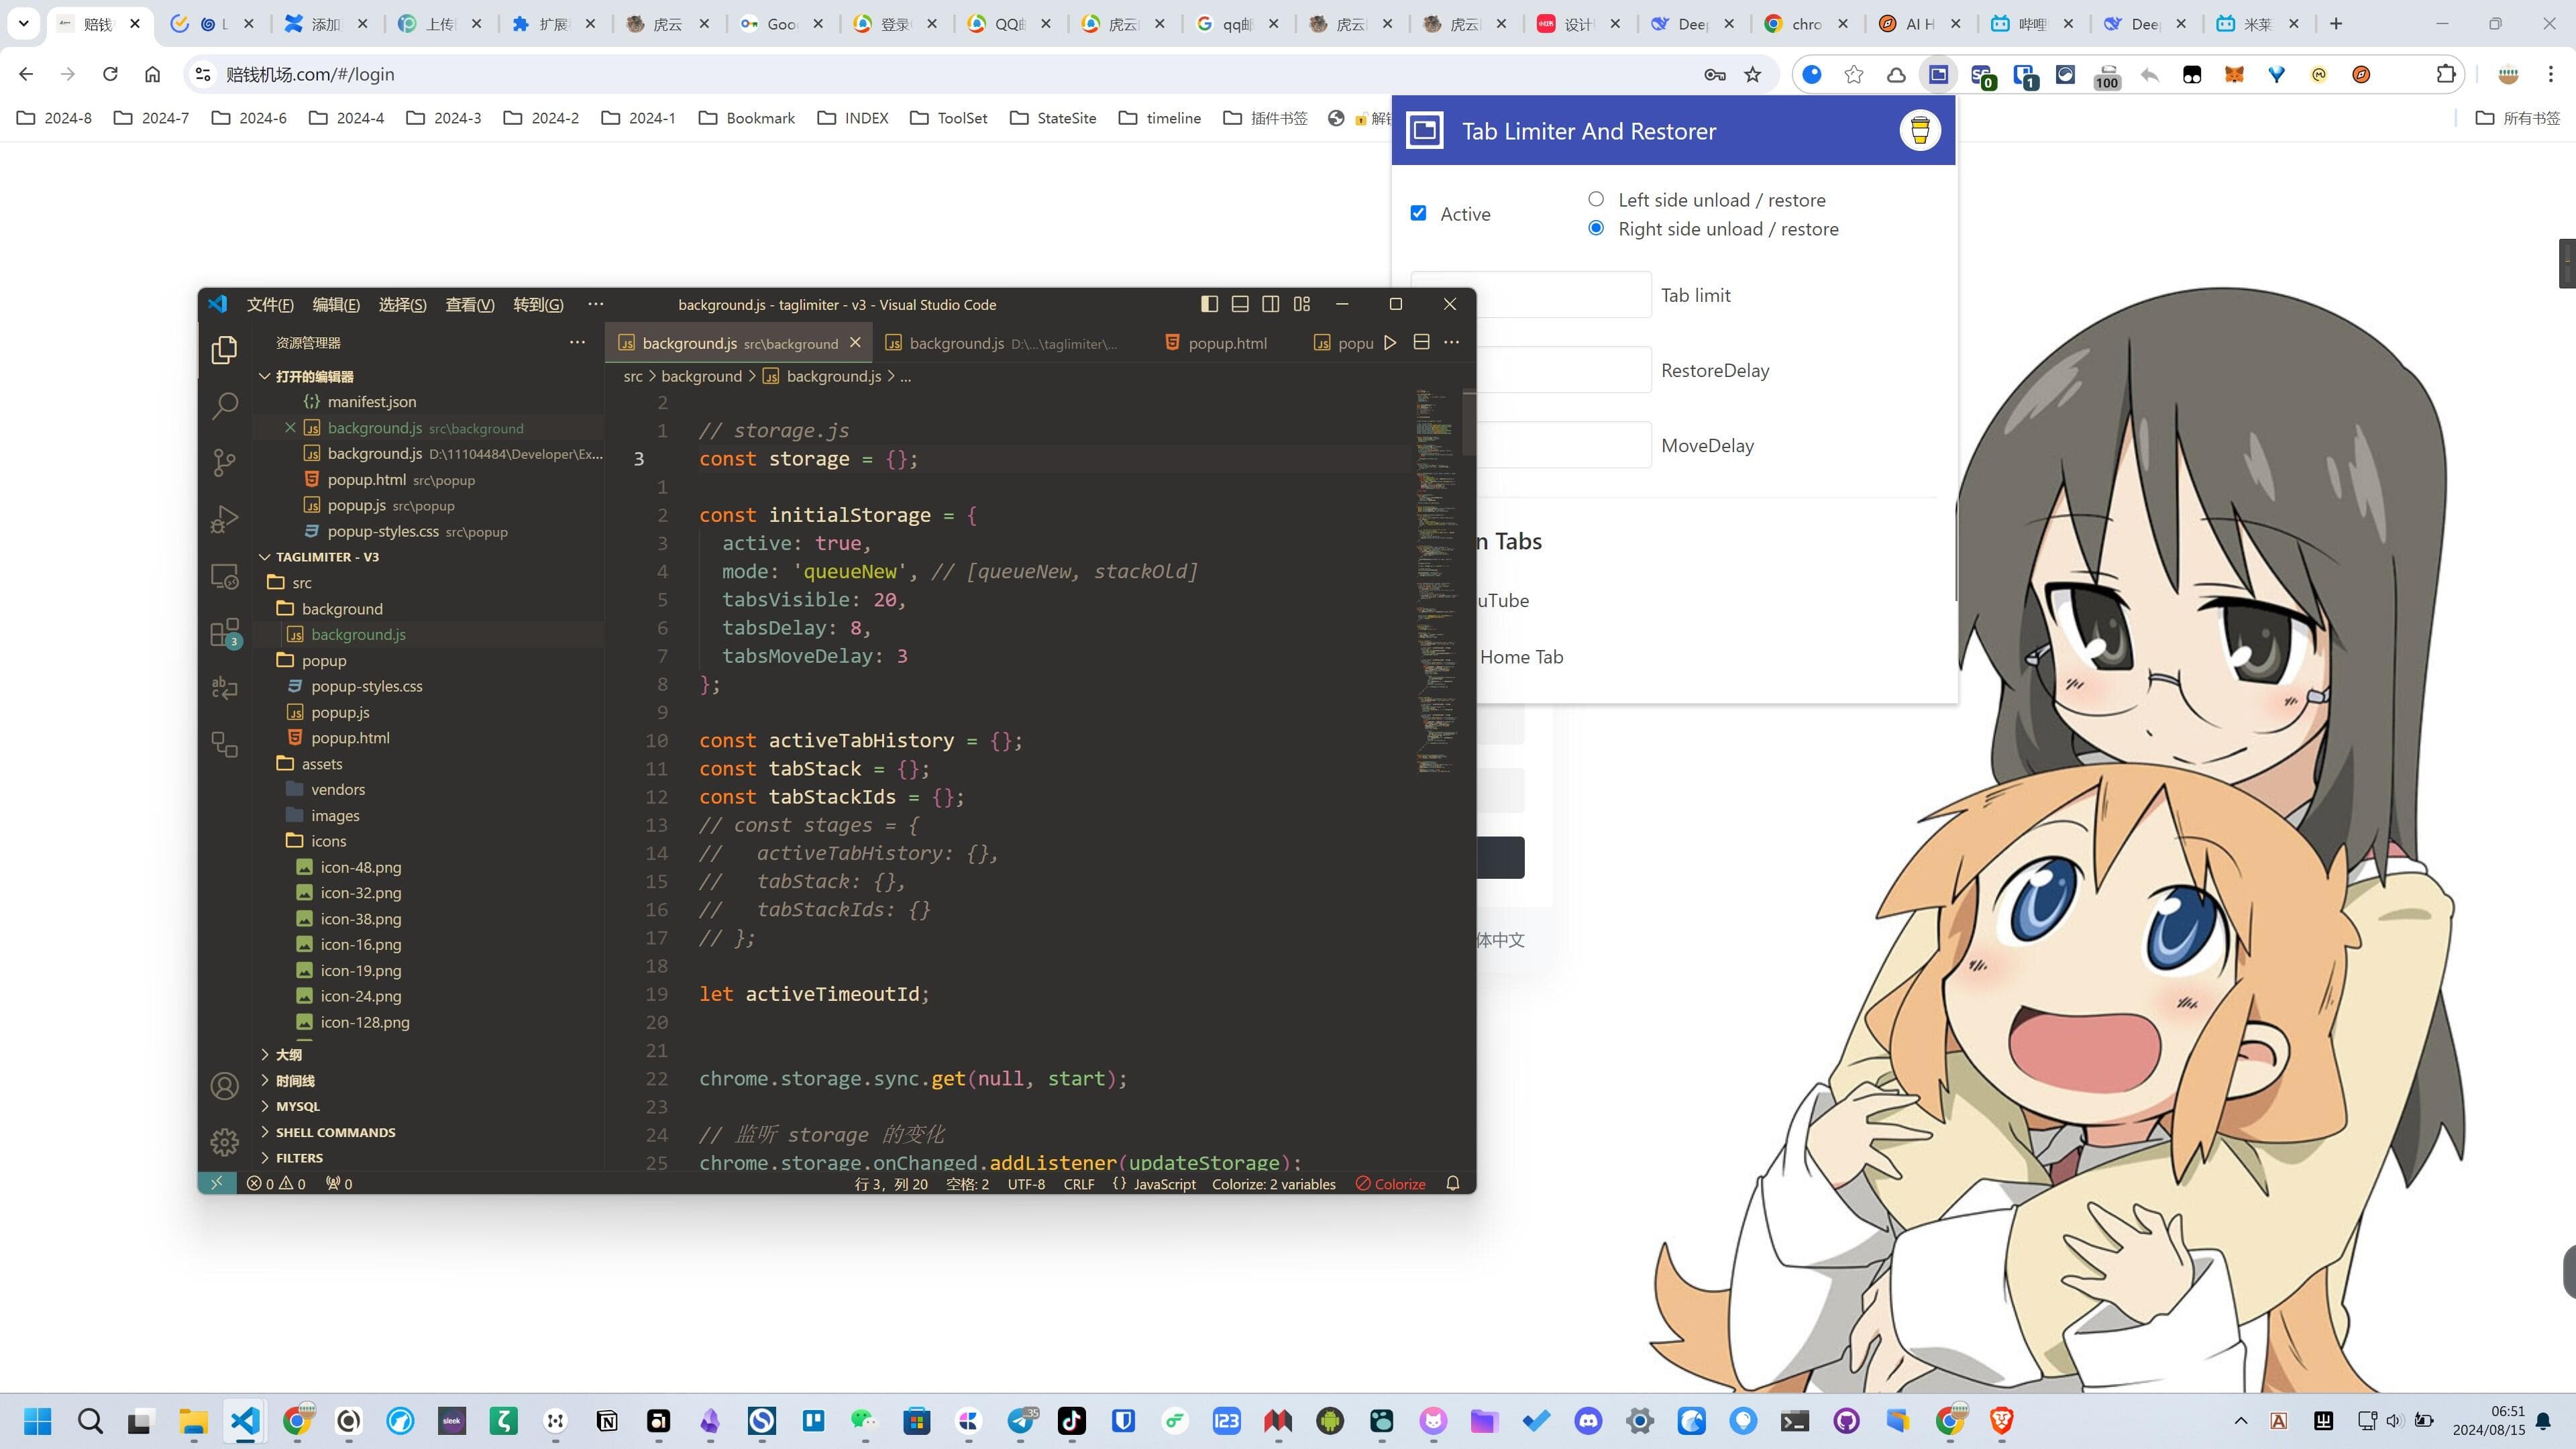 赔钱
L
添加
上传
扩展
虎云
Goo
登录
QQ邮
虎云
qq邮
虎云
虎云
设计
Deep
chro
AI H
哔哩
Deep
米莱
赔钱机场.com/#/login
0
1
100
2024-8
2024-7
2024-6
2024-4
2024-3
2024-2
2024-1
Bookmark
INDEX
ToolSet
StateSite
timeline
插件书签
解锁
所有书签
Tab Limiter And Restorer
Active
Left side unload / restore
Right side unload / restore
Tab limit
RestoreDelay
MoveDelay
n Tabs
uTube
Home Tab
体中文
文件(F)
编辑(E)
选择(S)
查看(V)
转到(G)
background.js - taglimiter - v3 - Visual Studio Code
资源管理器
打开的编辑器
manifest.json
background.js src\background
background.js D:\11104484\Developer\Ex...
popup.html src\popup
popup.js src\popup
popup-styles.css src\popup
TAGLIMITER - V3
src
background
background.js
popup
popup-styles.css
popup.js
popup.html
assets
vendors
images
icons
icon-48.png
icon-32.png
icon-38.png
icon-16.png
icon-19.png
icon-24.png
icon-128.png
大纲
时间线
MYSQL
SHELL COMMANDS
FILTERS
3
background.js src\background
background.js D:\...\taglimiter\...
popup.html
popu
src > background > background.js > ...
2
1 // storage.js
3 const storage = {};
1
2 const initialStorage = {
3 active: true,
4 mode: 'queueNew', // [queueNew, stackOld]
5 tabsVisible: 20,
6 tabsDelay: 8,
7 tabsMoveDelay: 3
8 };
9
10 const activeTabHistory = {};
11 const tabStack = {};
12 const tabStackIds = {};
13 // const stages = {
14 // activeTabHistory: {},
15 // tabStack: {},
16 // tabStackIds: {}
17 // };
18
19 let activeTimeoutId;
20
21
22 chrome.storage.sync.get(null, start);
23
24 // 监听 storage 的变化
25 chrome.storage.onChanged.addListener(updateStorage);
0 0
0
行 3，列 20
空格: 2
UTF-8
CRLF
{} JavaScript
Colorize: 2 variables
Colorize
sleek
35
123
06:51
2024/08/15